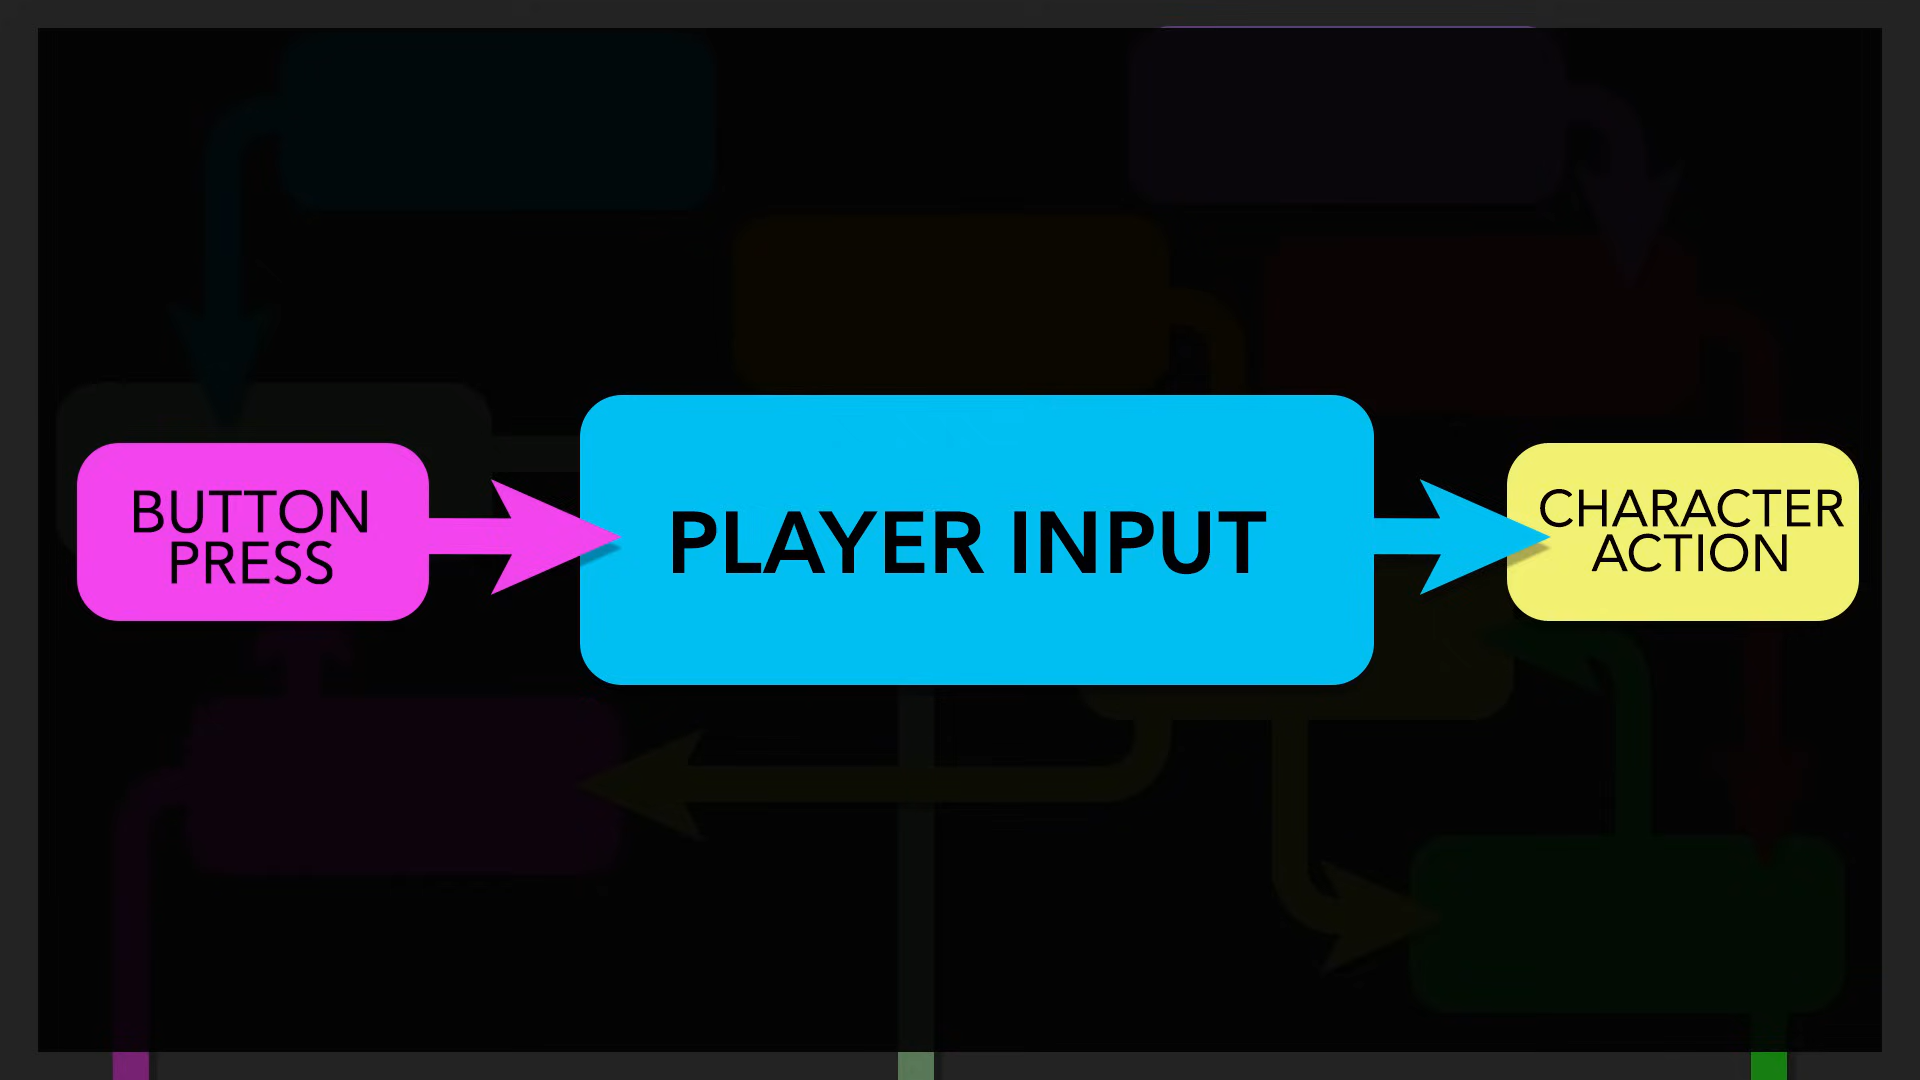 BUTTON
PRESS
PLAYER INPUT
CHARACTER
ACTION